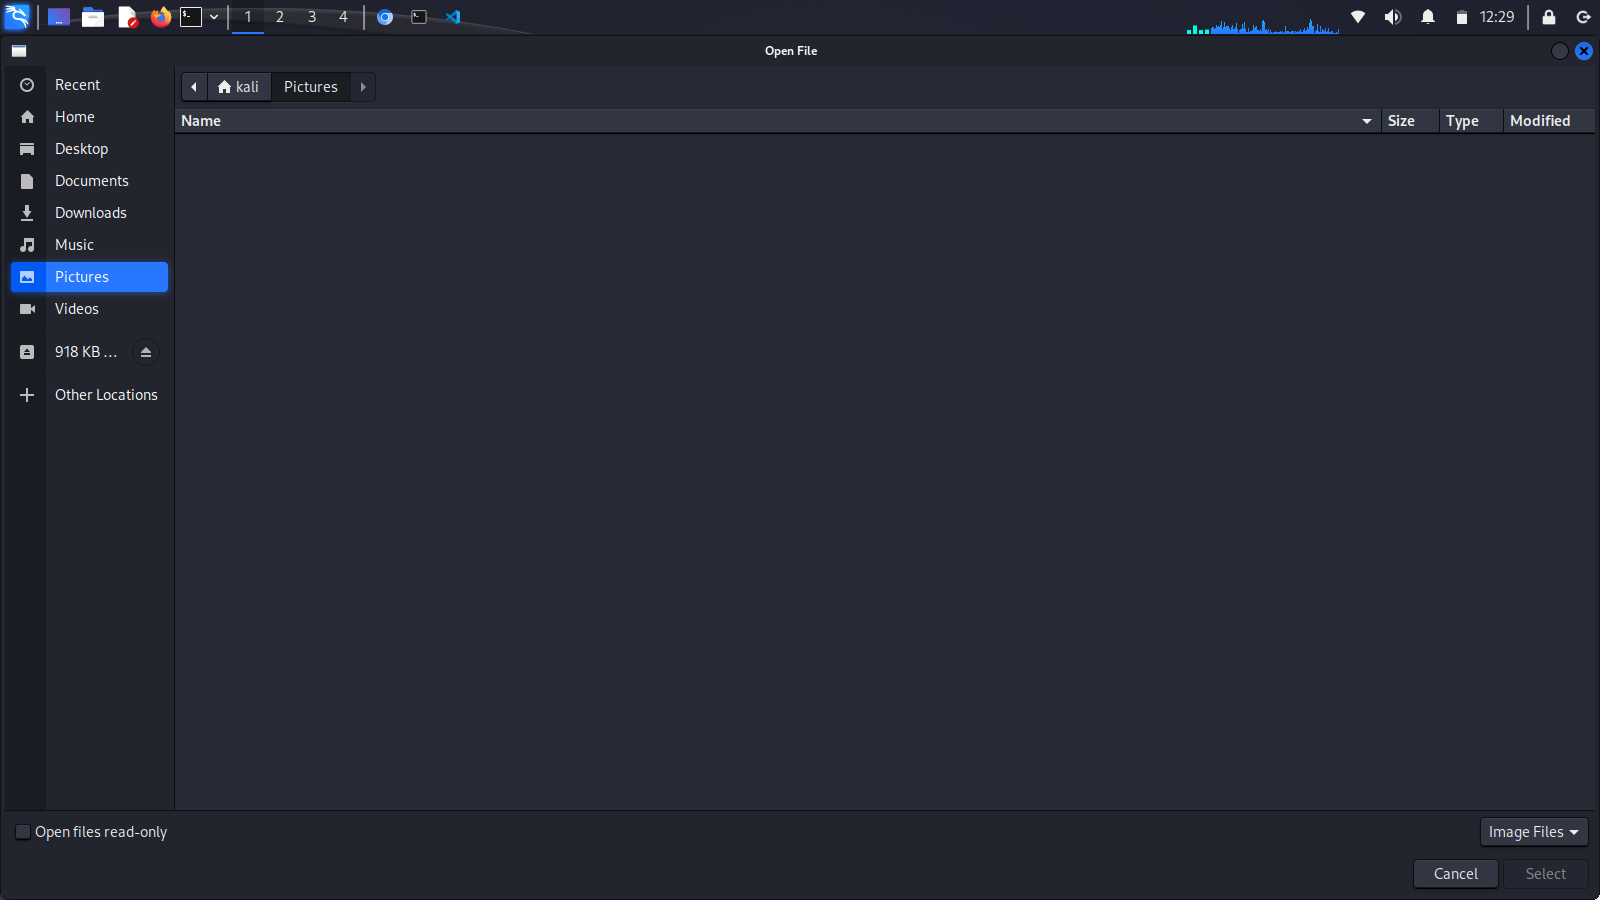 1 2 3 4 12:29
Open File
Recent
Home
Desktop
Documents
Downloads
Music
Pictures
Videos
918 KB ...
Other Locations
kali Pictures
Name Size Type Modified
Open files read-only
Image Files
Cancel Select